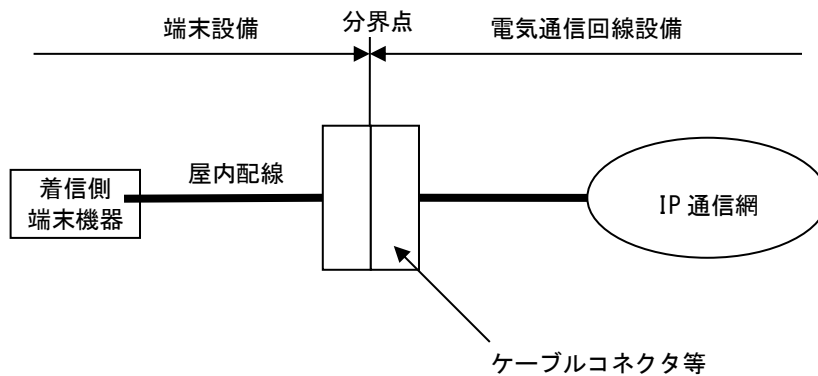 端末設備
分界点
電気通信回線設備
屋内配線
着信側
端末機器
IP 通信網
ケーブルコネクタ等